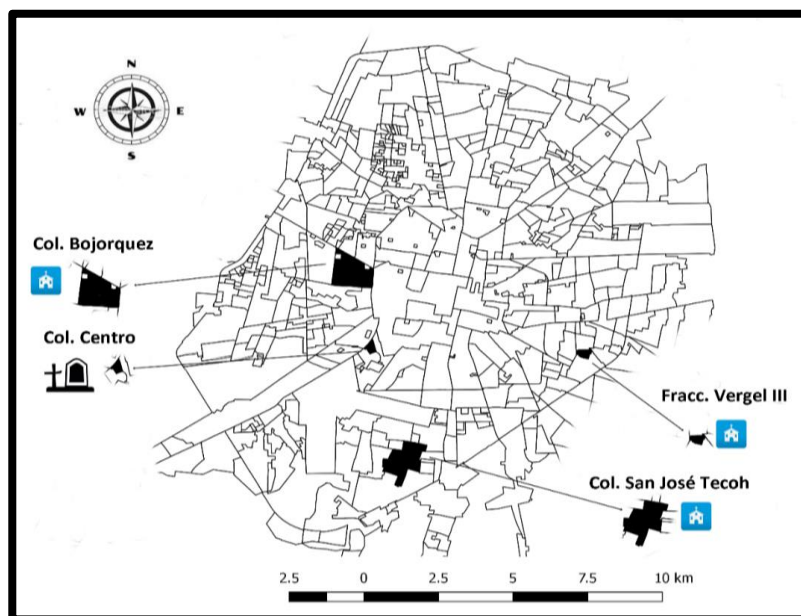 N
W
E
S
Col. Bojorquez
Col. Centro
Fracc. Vergel III
Col. San José Tecoh
2.5 0 2.5 5 7.5 10 km